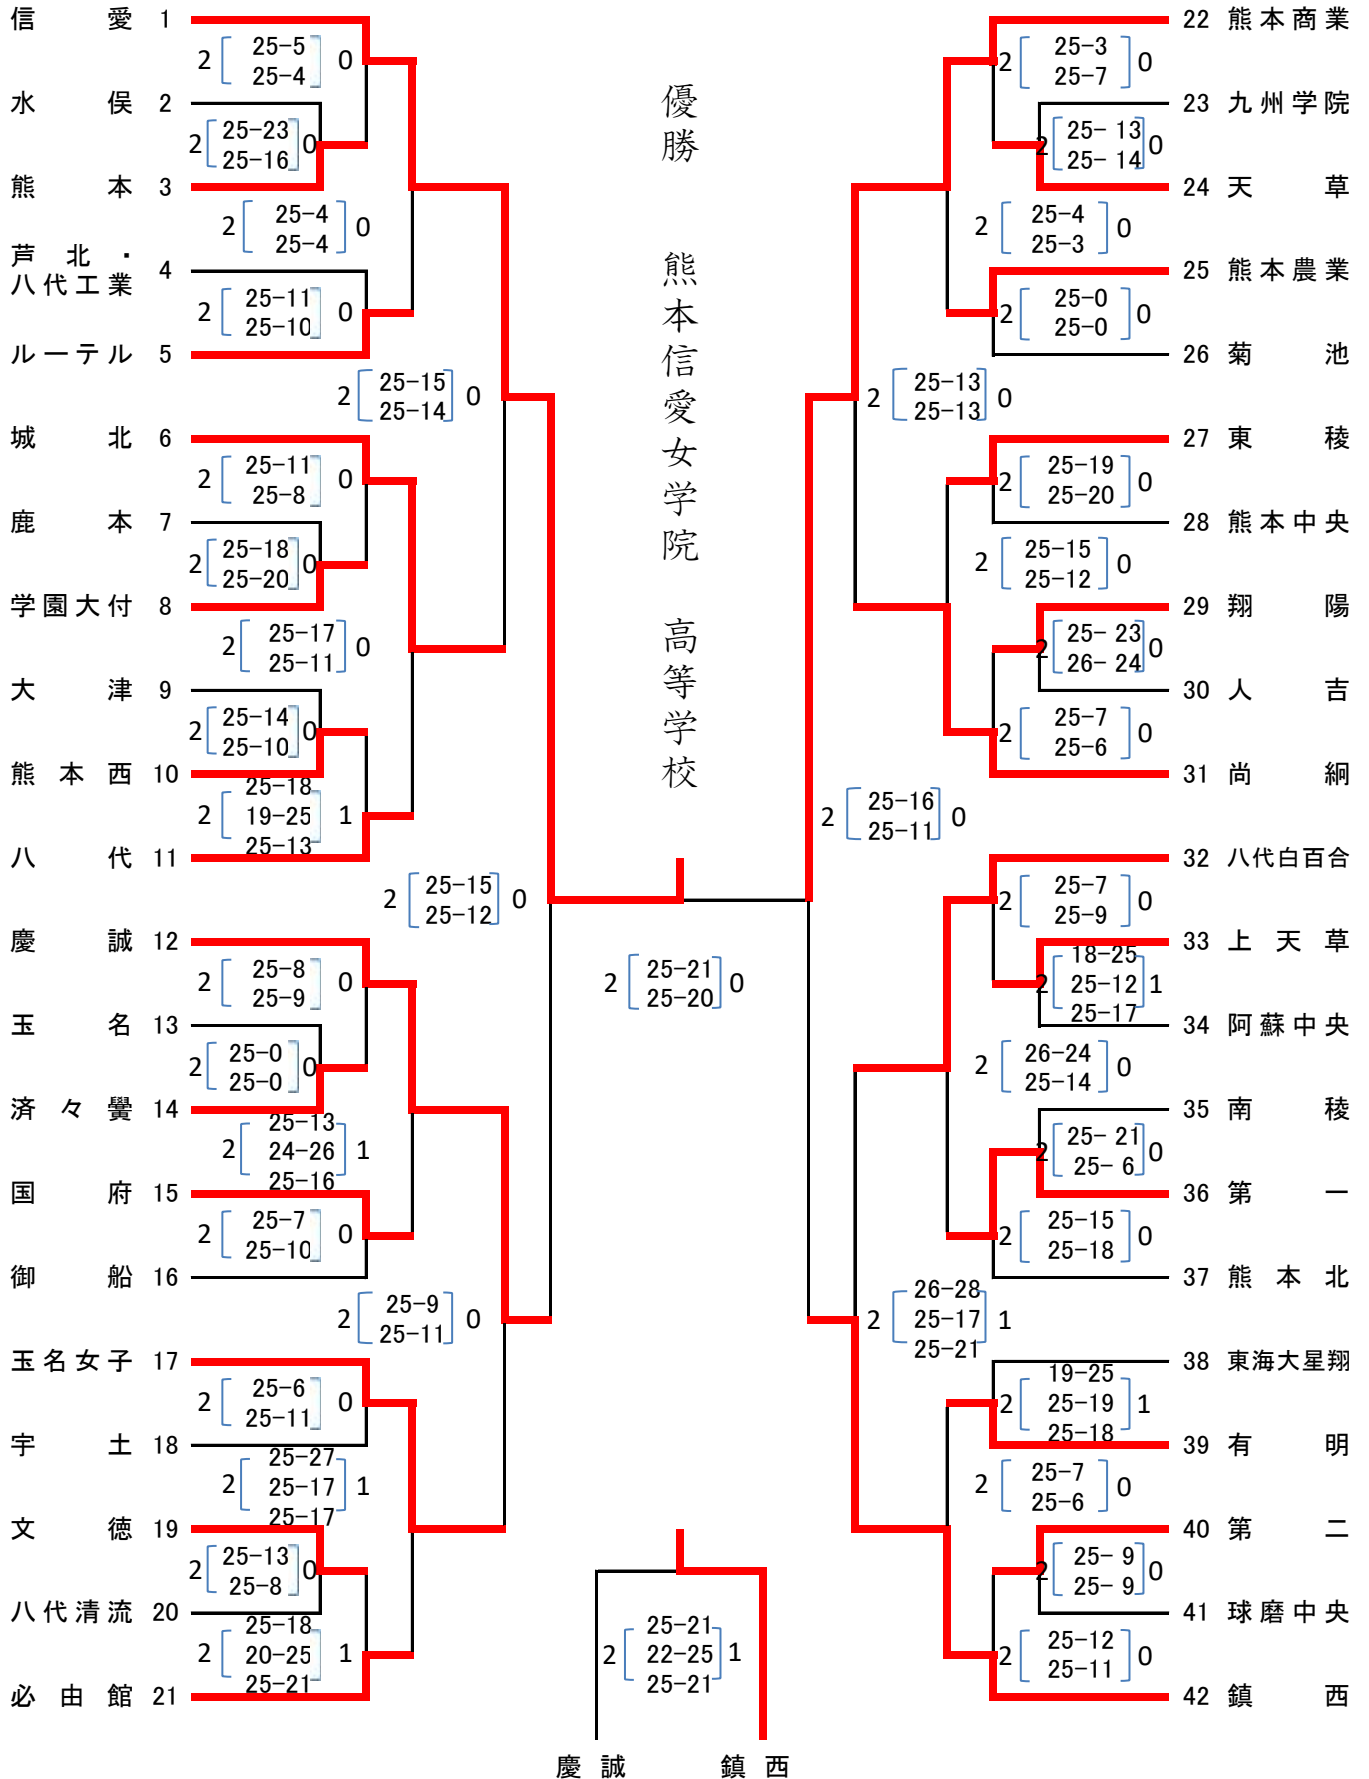 信愛 1
2 25-5 0
25-4
水俣 2
2 25-23 0
25-16
熊本 3
2 25-4 0
25-4
芦北・
八代工業 4
2 25-11 0
25-10
ルーテル 5
2 25-15 0
25-14
城北 6
2 25-11 0
25-8
鹿本 7
2 25-18 0
25-20
学園大付 8
2 25-17 0
25-11
大津 9
2 25-14 0
25-10
熊本西 10
25-18
2 19-25 1
25-13
八代 11
2 25-15 0
25-12
慶誠 12
2 25-8 0
25-9
玉名 13
2 25-0 0
25-0
済々黌 14
25-13
2 24-26 1
25-16
国府 15
2 25-7 0
25-10
御船 16
2 25-9 0
25-11
玉名女子 17
2 25-6 0
25-11
宇土 18
25-27
2 25-17 1
25-17
文徳 19
2 25-13 0
25-8
八代清流 20
25-18
2 20-25 1
25-21
必由館 21
優勝 熊本信愛女学院 高等学校
2 25-21 0
25-20
25-21
2 22-25 1
25-21
慶誠 鎮西
22 熊本商業
2 25-3 0
25-7
23 九州学院
2 25- 13 0
25- 14
24 天草
2 25-4 0
25-3
25 熊本農業
2 25-0 0
25-0
26 菊池
2 25-13 0
25-13
27 東稜
2 25-19 0
25-20
28 熊本中央
2 25-15 0
25-12
29 翔陽
2 25- 23 0
26- 24
30 人吉
2 25-7 0
25-6
31 尚絅
2 25-16 0
25-11
32 八代白百合
2 25-7 0
25-9
33 上天草
18-25
2 25-12 1
25-17
34 阿蘇中央
2 26-24 0
25-14
35 南稜
2 25- 21 0
25- 6
36 第一
2 25-15 0
25-18
37 熊本北
26-28
2 25-17 1
25-21
38 東海大星翔
19-25
2 25-19 1
25-18
39 有明
2 25-7 0
25-6
40 第二
2 25- 9 0
25- 9
41 球磨中央
2 25-12 0
25-11
42 鎮西